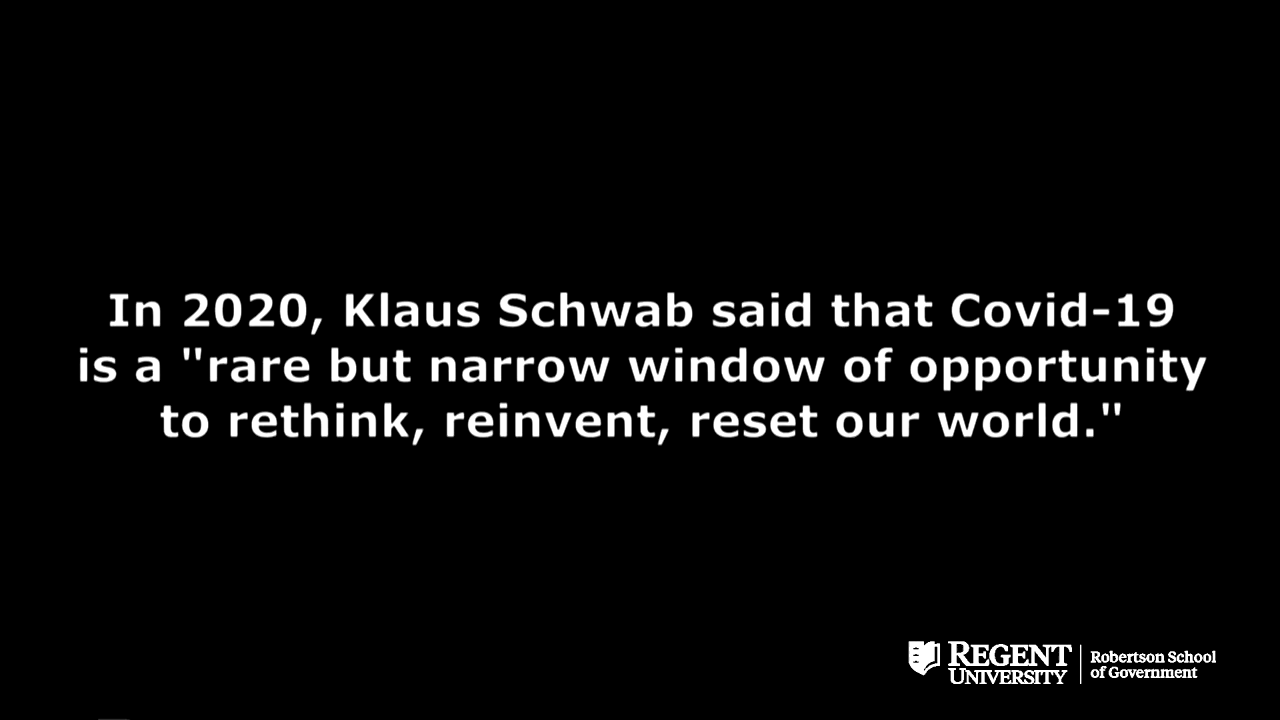 In 2020, Klaus Schwab said that Covid-19
is a "rare but narrow window of opportunity
to rethink, reinvent, reset our world."
REGENT
UNIVERSITY
Robertson School
of Government